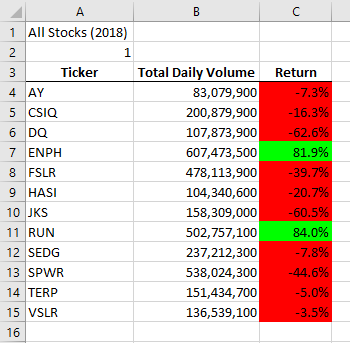 A B C
1 All Stocks (2018)
2 1
3 Ticker Total Daily Volume Return
4 AY 83,079,900 -7.3%
5 CSIQ 200,879,900 -16.3%
6 DQ 107,873,900 -62.6%
7 ENPH 607,473,500 81.9%
8 FSLR 478,113,900 -39.7%
9 HASI 104,340,600 -20.7%
10 JKS 158,309,000 -60.5%
11 RUN 502,757,100 84.0%
12 SEDG 237,212,300 -7.8%
13 SPWR 538,024,300 -44.6%
14 TERP 151,434,700 -5.0%
15 VSLR 136,539,100 -3.5%
16